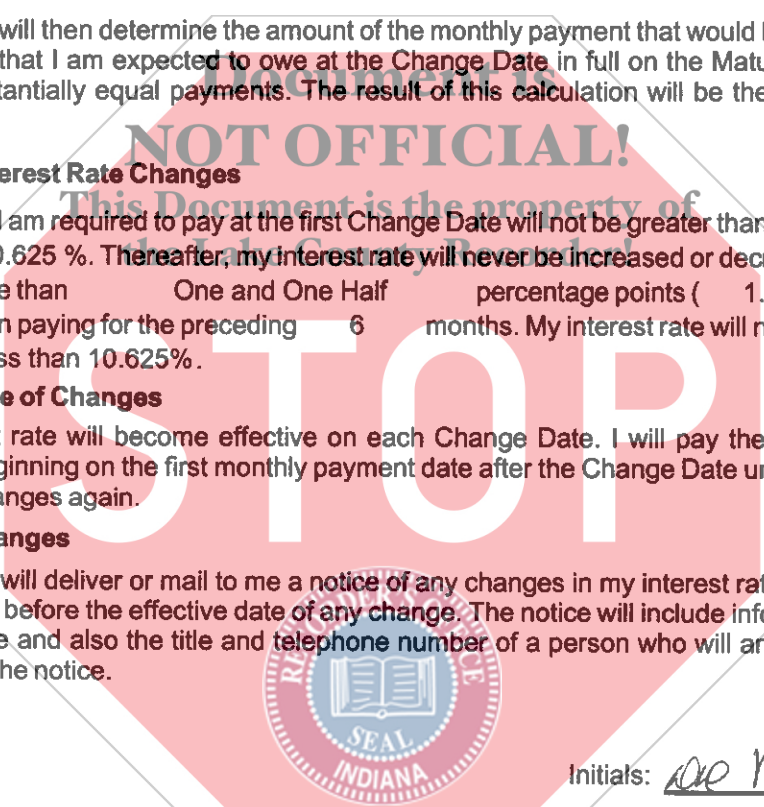 will then determine the amount of the monthly payment that would
that I am expected to owe at the Change Date in full on the Matu
Document is
tantially equal payments. The result of this calculation will be the
NOT OFFICIAL!
erest Rate Changes
This Document is the property of
I am required to pay at the first Change Date will not be greater than
the Lake County Recorder!
0.625 %. Thereafter, my interest rate will never be increased or decr
e than One and One Half percentage points ( 1.
n paying for the preceding 6 months. My interest rate will n
ss than 10.625%.
e of Changes
t rate will become effective on each Change Date. I will pay the
ginning on the first monthly payment date after the Change Date u
anges again.
anges
will deliver or mail to me a notice of any changes in my interest rat
before the effective date of any change. The notice will include inf
e and also the title and telephone number of a person who will a
he notice.
STOP
RECORDER'S OFFICE
SEAL
INDIANA
Initials: